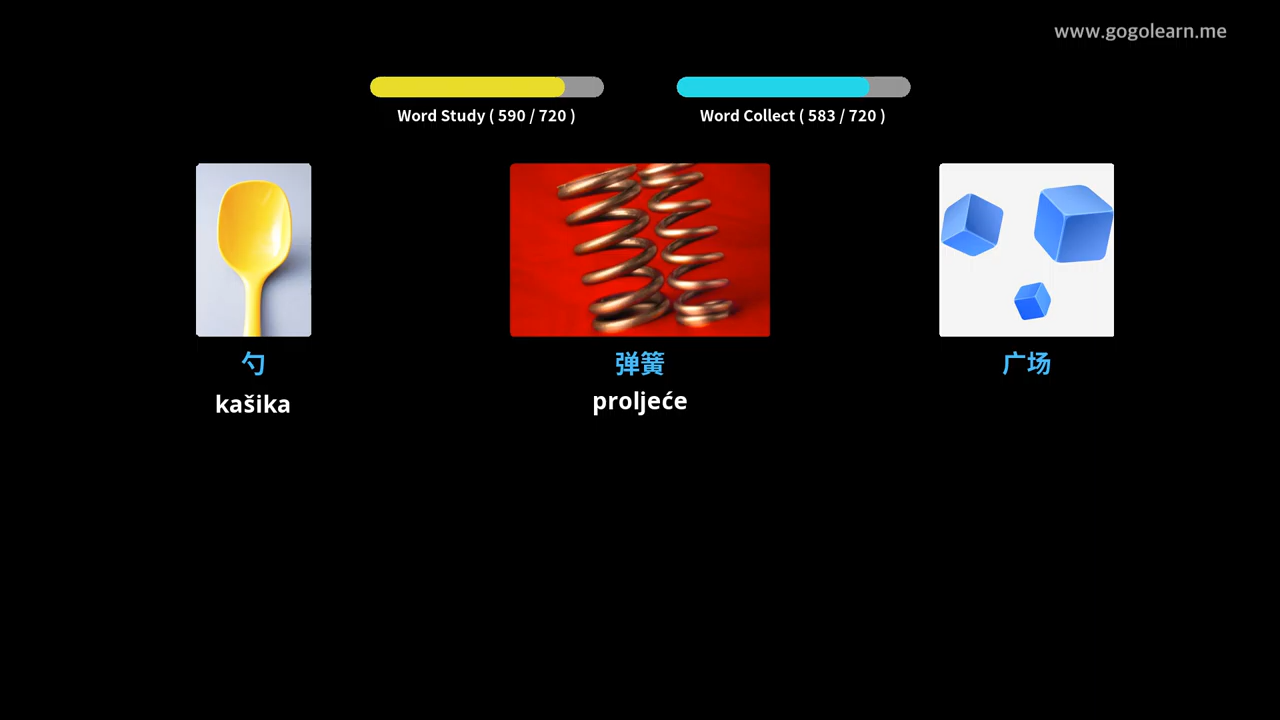 www.gogolearn.me
Word Study ( 590 / 720 )
Word Collect ( 583 / 720 )
勺
弹簧
广场
kašika
proljeće